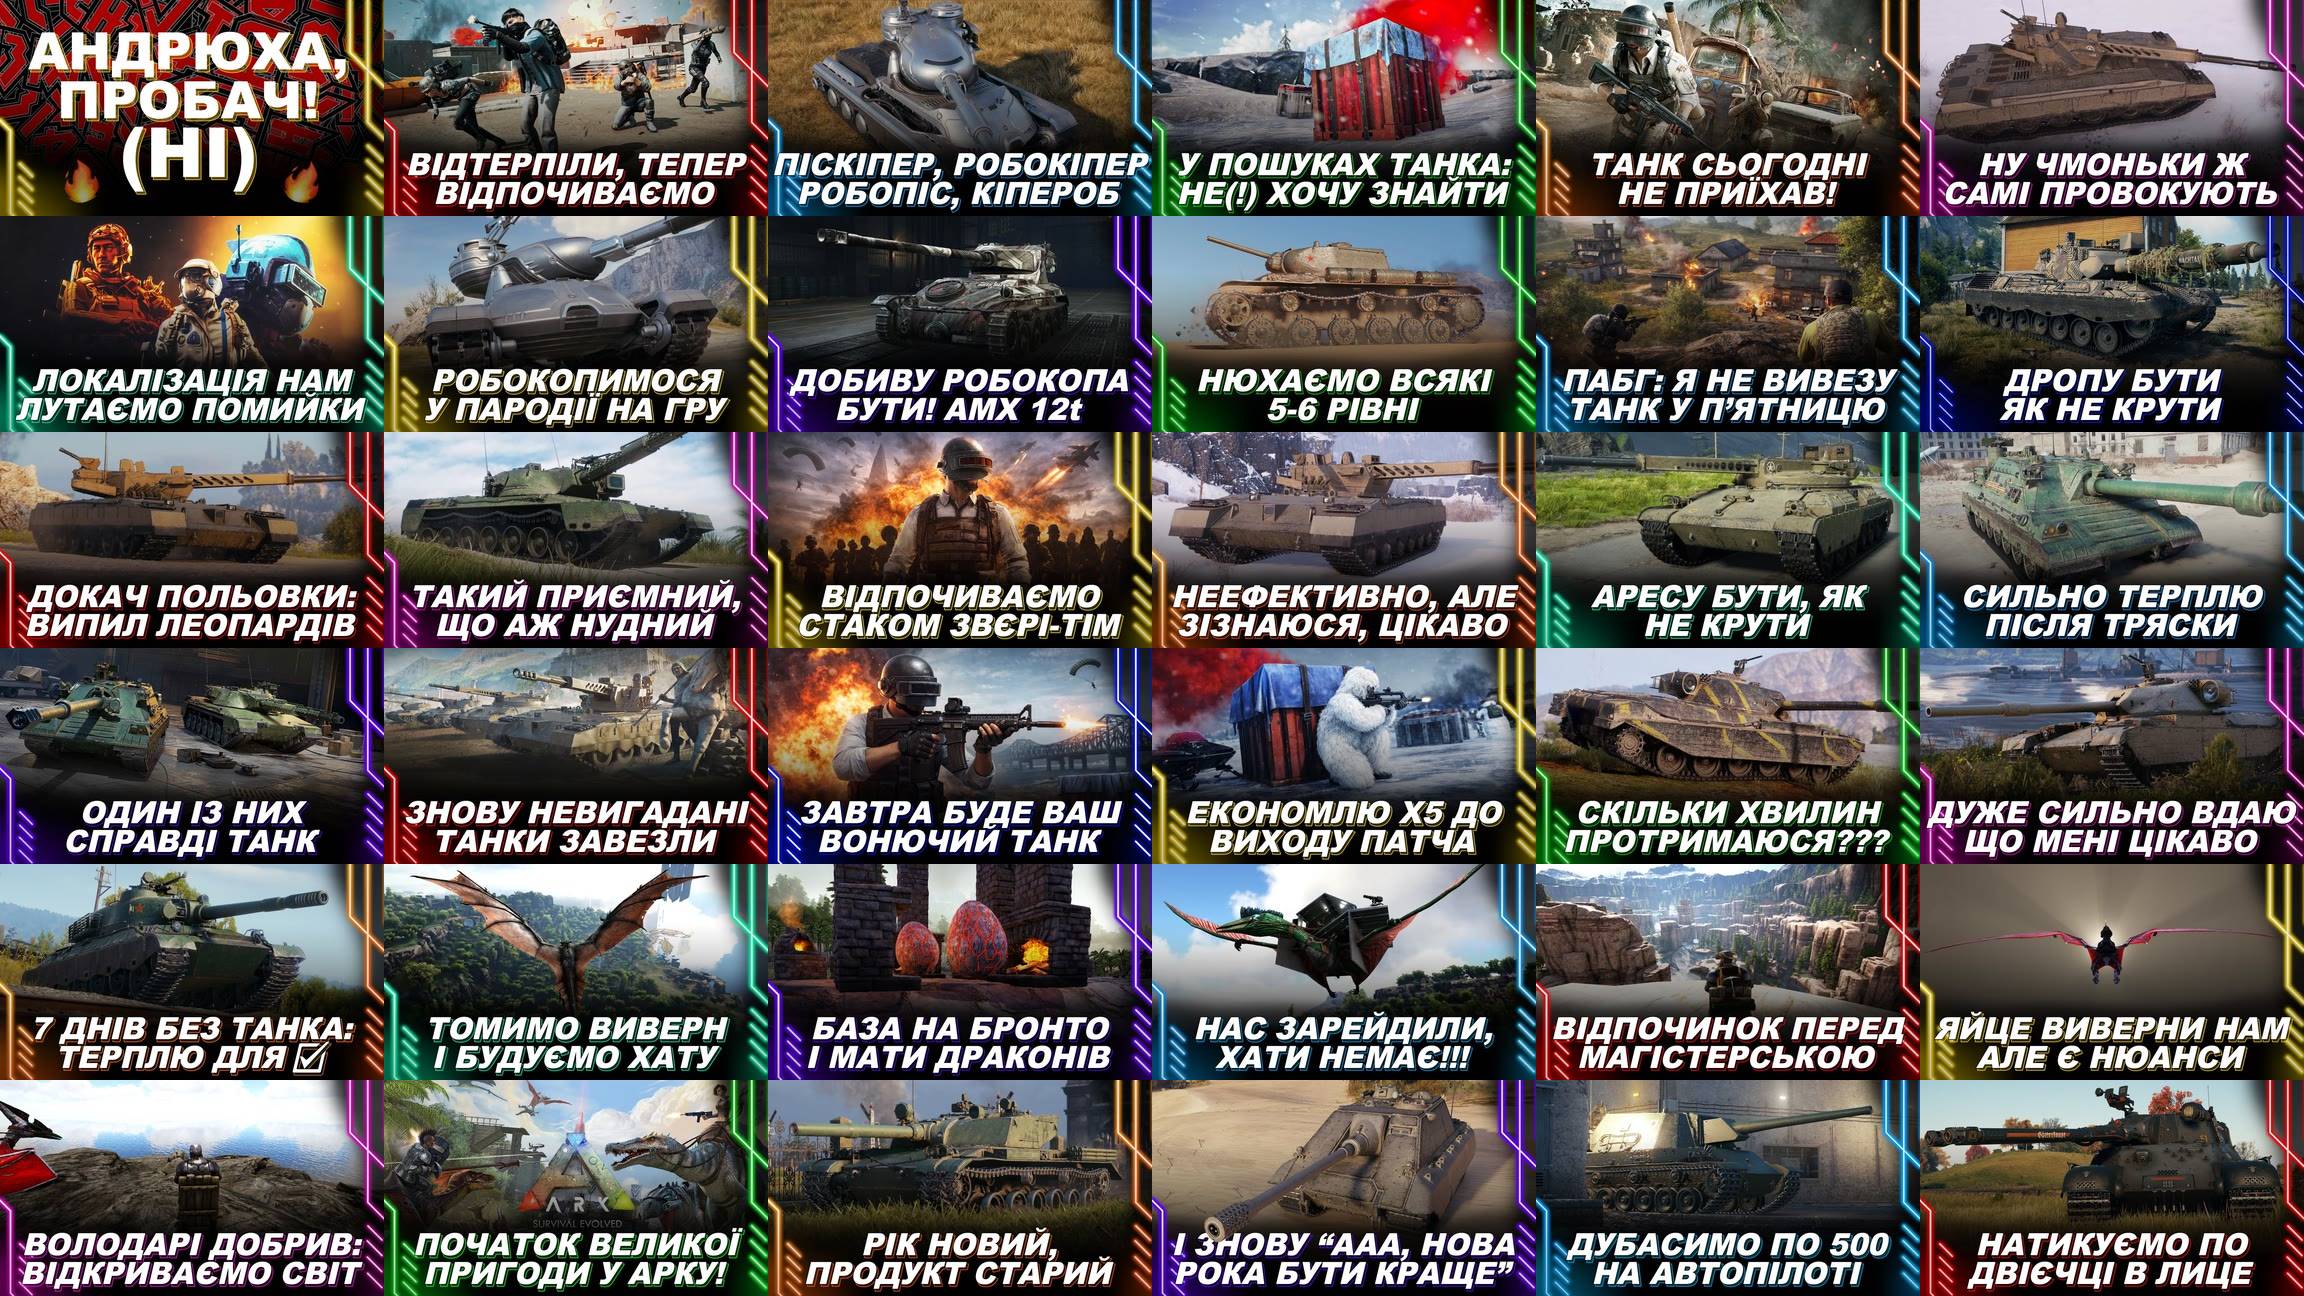 АНДРЮХА,
ПРОБАЧ!
(НІ)
ВІДТЕРПІЛИ, ТЕПЕР
ВІДПОЧИВАЄМО
ПІСКІПЕР, РОБОКІПЕР
РОБОПІС, КІПЕРОБ
У ПОШУКАХ ТАНКА:
НЕ(!) ХОЧУ ЗНАЙТИ
ТАНК СЬОГОДНІ
НЕ ПРИЇХАВ!
НУ ЧМОНЬКИ Ж
САМІ ПРОВОКУЮТЬ
ЛОКАЛІЗАЦІЯ НАМ
ЛУТАЄМО ПОМИЙКИ
РОБОКОПИМОСЯ
У ПАРОДІЇ НА ГРУ
ДОБИВУ РОБОКОПА
БУТИ! AMX 12t
НЮХАЄМО ВСЯКІ
5-6 РІВНІ
ПАБГ: Я НЕ ВИВЕЗУ
ТАНК У П’ЯТНИЦЮ
ДРОПУ БУТИ
ЯК НЕ КРУТИ
ДОКАЧ ПОЛЬОВКИ:
ВИПИЛ ЛЕОПАРДІВ
ТАКИЙ ПРИЄМНИЙ,
ЩО АЖ НУДНИЙ
ВІДПОЧИВАЄМО
СТАКОМ ЗВЄРІ-ТІМ
НЕЕФЕКТИВНО, АЛЕ
ЗІЗНАЮСЯ, ЦІКАВО
АРЕСУ БУТИ, ЯК
НЕ КРУТИ
СИЛЬНО ТЕРПЛЮ
ПІСЛЯ ТРЯСКИ
ОДИН ІЗ НИХ
СПРАВДІ ТАНК
ЗНОВУ НЕВИГАДАНІ
ТАНКИ ЗАВЕЗЛИ
ЗАВТРА БУДЕ ВАШ
ВОНЮЧИЙ ТАНК
ЕКОНОМЛЮ Х5 ДО
ВИХОДУ ПАТЧА
СКІЛЬКИ ХВИЛИН
ПРОТРИМАЮСЯ???
ДУЖЕ СИЛЬНО ВДАЮ
ЩО МЕНІ ЦІКАВО
7 ДНІВ БЕЗ ТАНКА:
ТЕРПЛЮ ДЛЯ ☑
ТОМИМО ВИВЕРН
І БУДУЄМО ХАТУ
БАЗА НА БРОНТО
І МАТИ ДРАКОНІВ
НАС ЗАРЕЙДИЛИ,
ХАТИ НЕМАЄ!!!
ВІДПОЧИНОК ПЕРЕД
МАГІСТЕРСЬКОЮ
ЯЙЦЕ ВИВЕРНИ НАМ
АЛЕ Є НЮАНСИ
ВОЛОДАРІ ДОБРИВ:
ВІДКРИВАЄМО СВІТ
ARK
SURVIVAL EVOLVED
ПОЧАТОК ВЕЛИКОЇ
ПРИГОДИ У АРКУ!
РІК НОВИЙ,
ПРОДУКТ СТАРИЙ
І ЗНОВУ “ААА, НОВА
РОКА БУТИ КРАЩЕ”
ДУБАСИМО ПО 500
НА АВТОПІЛОТІ
НАТИКУЄМО ПО
ДВІЄЧЦІ В ЛИЦЕ